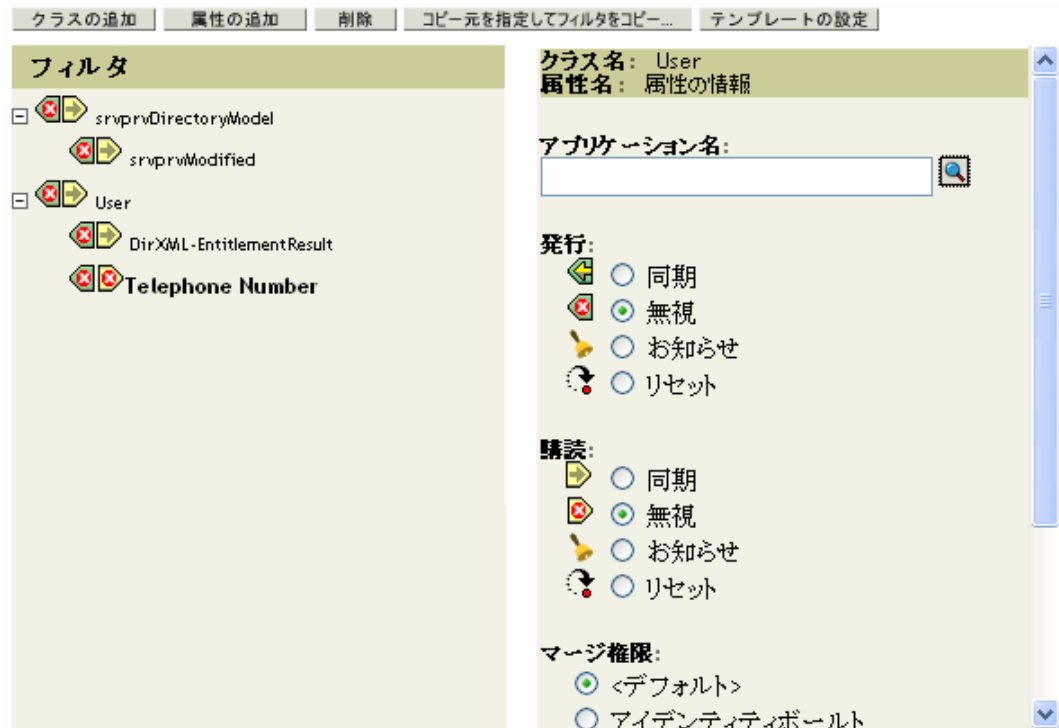 クラスの追加 属性の追加 削除 コピー元を指定してフィルタをコピー... テンプレートの設定
フィルタ
srvprvDirectoryModel
srvprvModified
User
DirXML-EntitlementResult
Telephone Number
クラス名: User
属性名: 属性の情報
アプリケーション名:
発行:
同期
無視
お知らせ
リセット
購読:
同期
無視
お知らせ
リセット
マージ権限:
<デフォルト>
アイデンティティボールト